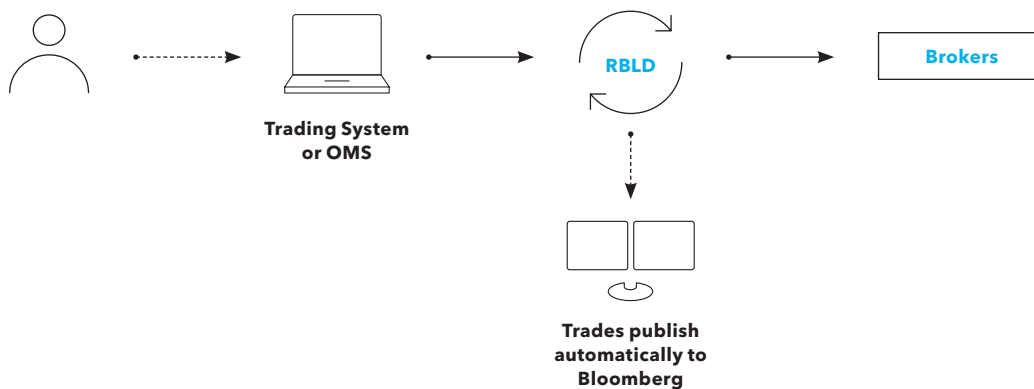 RBLD
Brokers
Trading System
or OMS
Trades publish
automatically to
Bloomberg